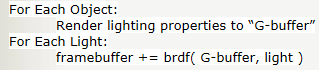 For Each Object:
Render lighting properties to “G-buffer”
For Each Light:
framebuffer += brdf( G-buffer, light )